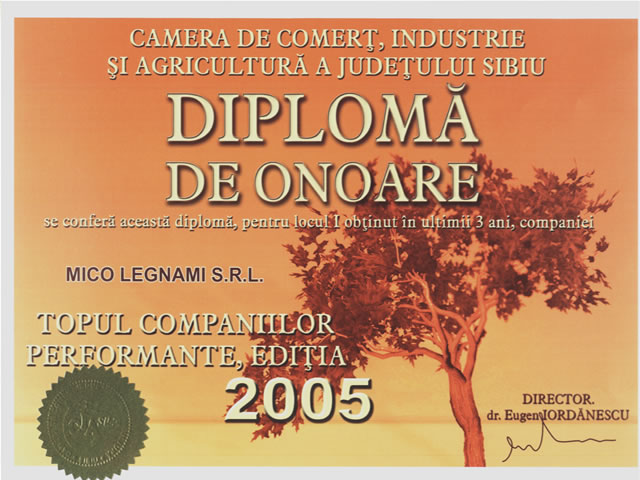 CAMERA DE COMERŢ, INDUSTRIE
ŞI AGRICULTURĂ A JUDEŢULUI SIBIU
DIPLOMĂ
DE ONOARE
se conferă această diplomă, pentru locul I obţinut în ultimii 3 ani, companiei
MICO LEGNAMI S.R.L.
TOPUL COMPANIILOR
PERFORMANTE, EDIŢIA
2005
DIRECTOR.
dr. Eugen IORDĂNESCU